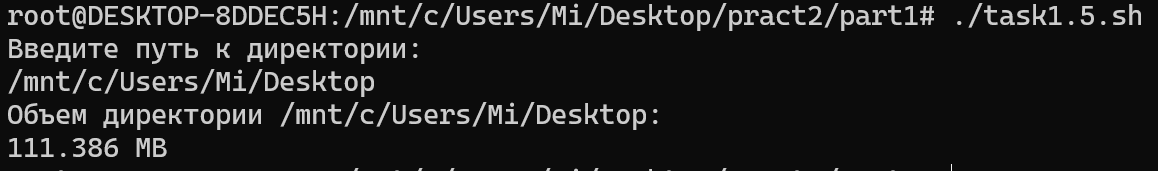 root@DESKTOP-8DDEC5H:/mnt/c/Users/Mi/Desktop/pract2/part1# ./task1.5.sh
Введите путь к директории:
/mnt/c/Users/Mi/Desktop
Объем директории /mnt/c/Users/Mi/Desktop:
111.386 MB